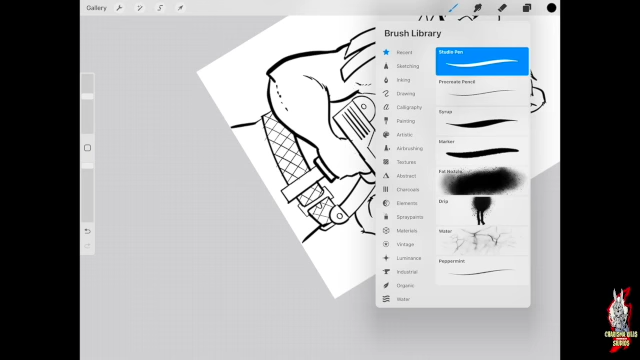 Gallery
Brush Library
Recent
Sketching
Inking
Drawing
Calligraphy
Painting
Artistic
Airbrushing
Textures
Abstract
Charcoals
Elements
Spraypaints
Materials
Vintage
Luminance
Industrial
Organic
Water
Studio Pen
Procreate Pencil
Syrup
Marker
Fat Nozzle
Drip
Water
Peppermint
STUDIOS